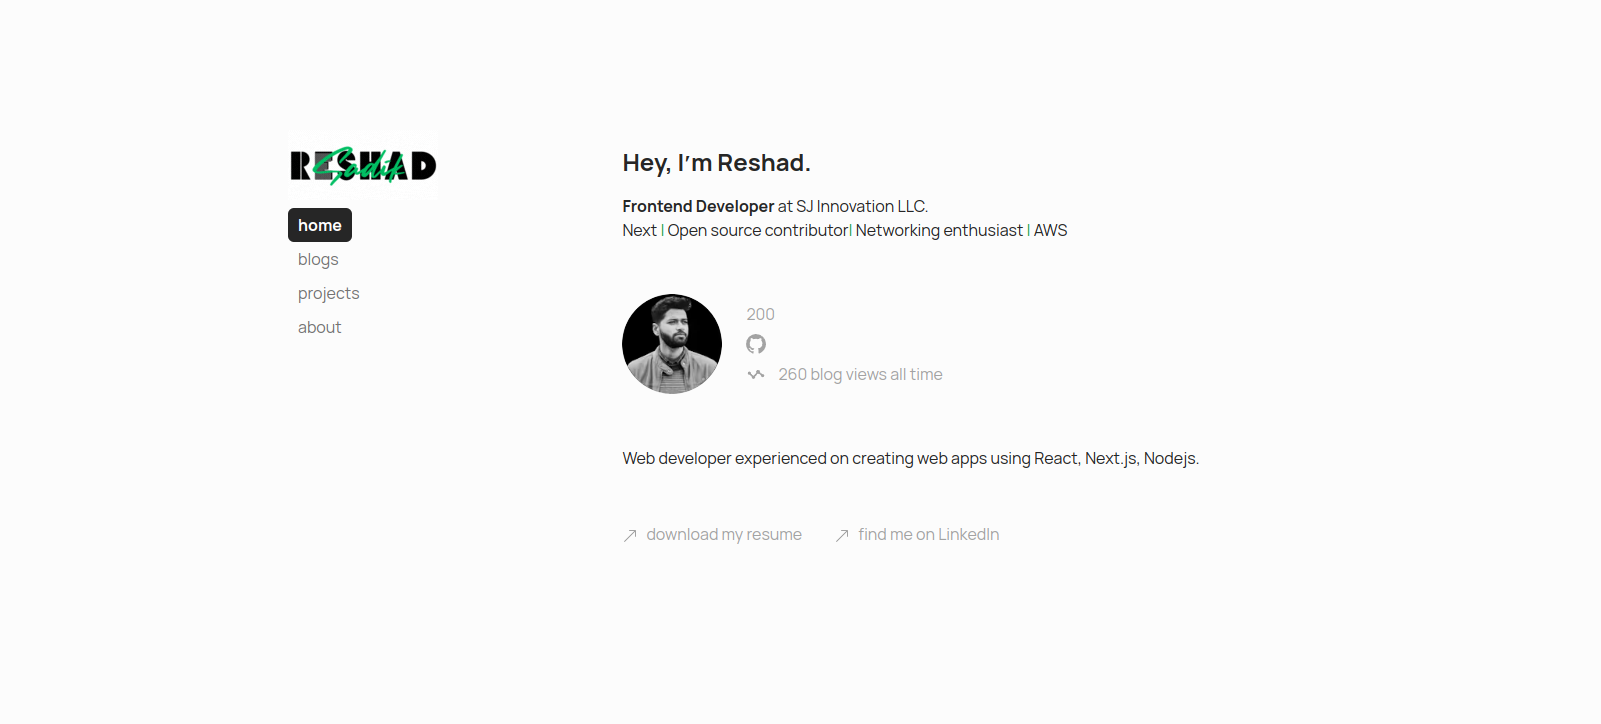 RESHAD
Sadik
home
blogs
projects
about
Hey, I'm Reshad.
Frontend Developer at SJ Innovation LLC.
Next | Open source contributor| Networking enthusiast | AWS
200
260 blog views all time
Web developer experienced on creating web apps using React, Next.js, Nodejs.
download my resume
find me on LinkedIn